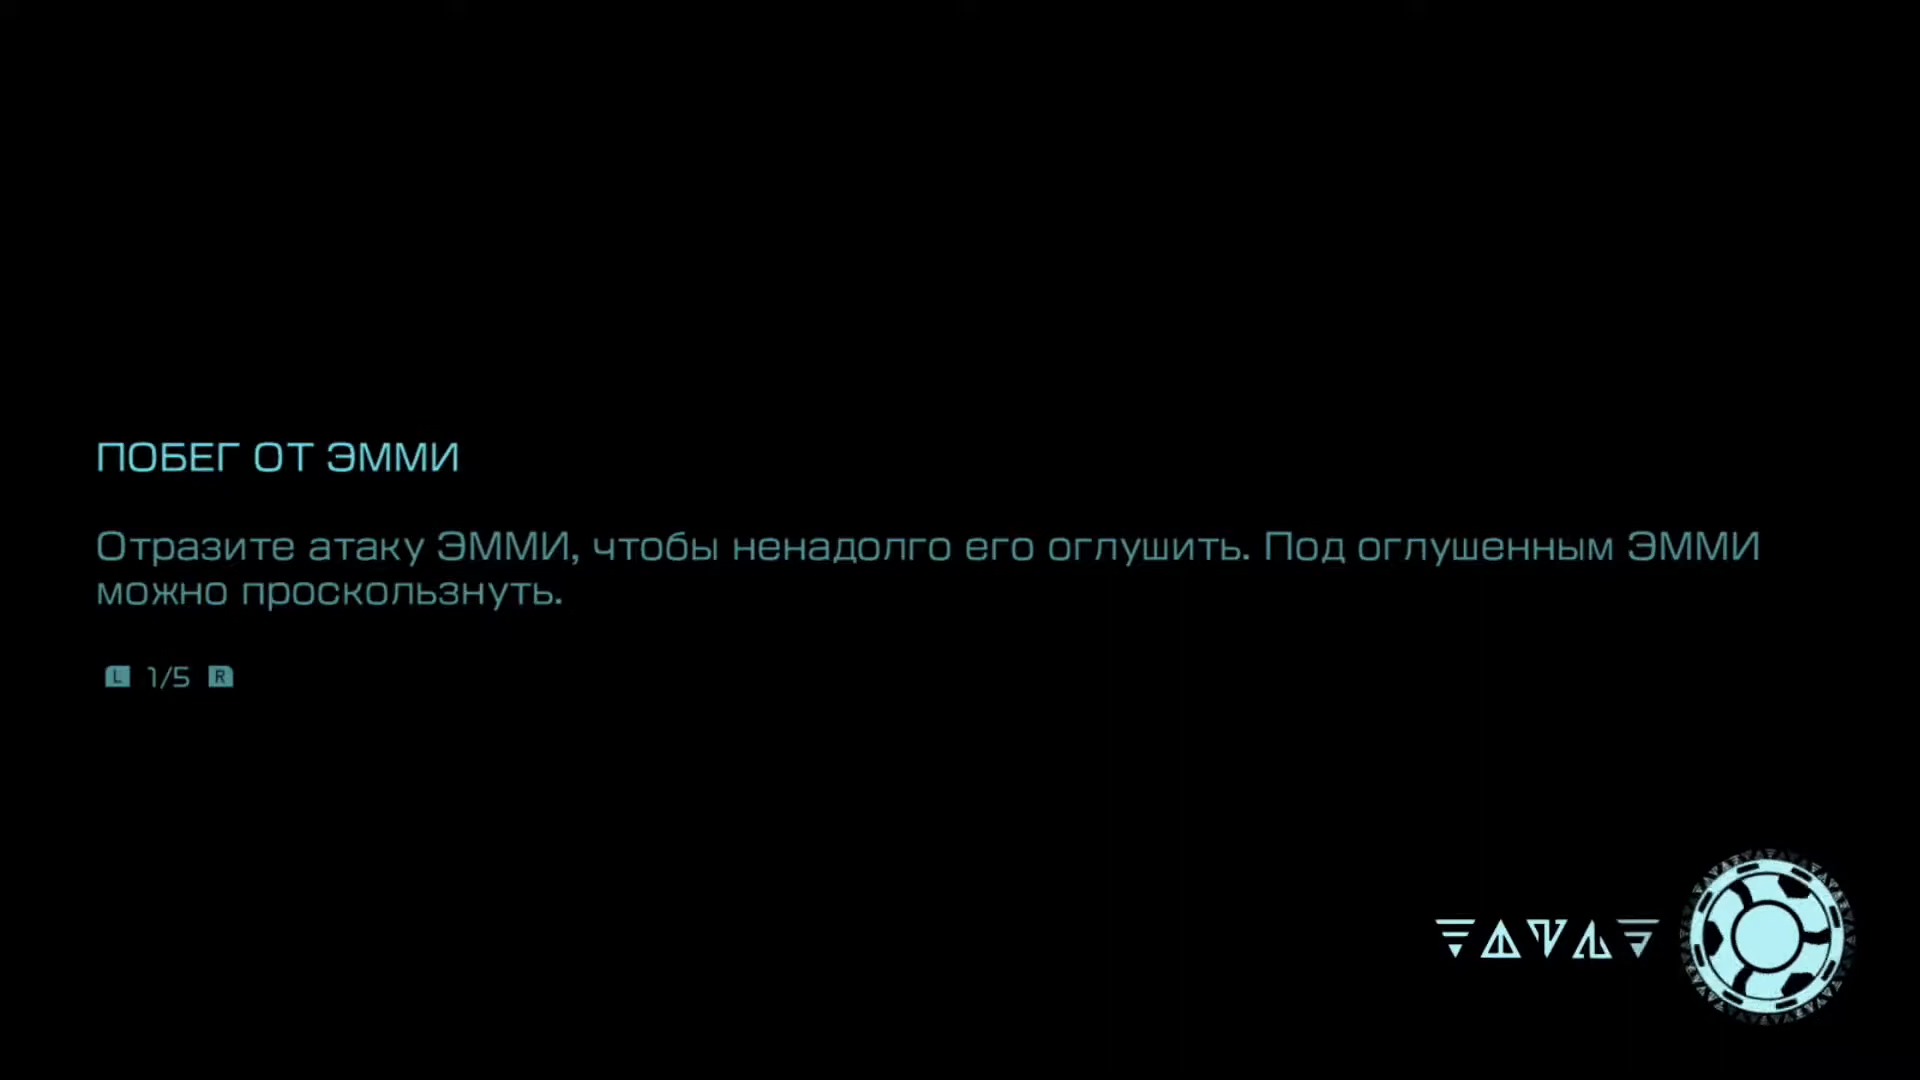 ПОБЕГ ОТ ЭММИ
Отразите атаку ЭММИ, чтобы ненадолго его оглушить. Под оглушенным ЭММИ
можно проскользнуть.
L 1/5 R